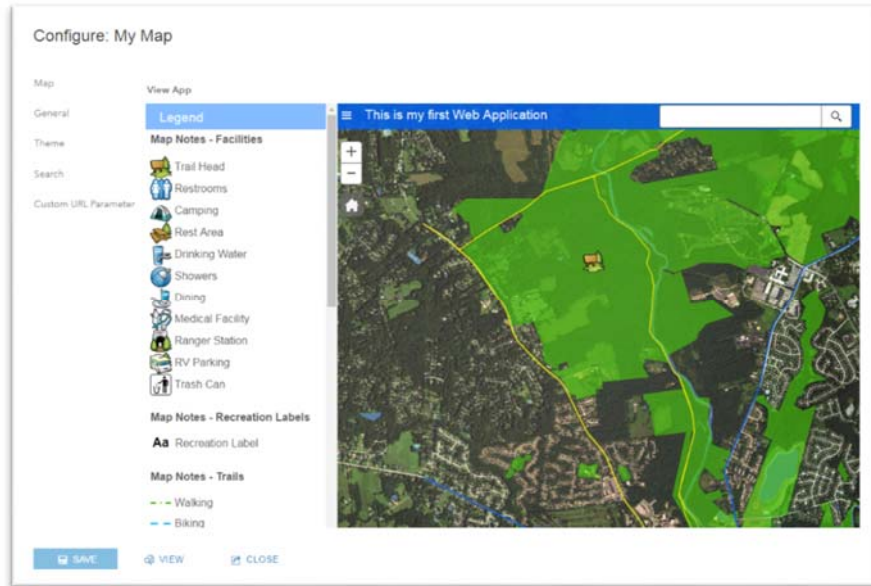 Configure: My Map
Map
General
Theme
Search
Custom URL Parameter
View App
Legend
Map Notes - Facilities
Trail Head
Restrooms
Camping
Rest Area
Drinking Water
Showers
Dining
Medical Facility
Ranger Station
RV Parking
Trash Can
Map Notes - Recreation Labels
Aa Recreation Label
Map Notes - Trails
Walking
Biking
This is my first Web Application
+
−
SAVE
VIEW
CLOSE